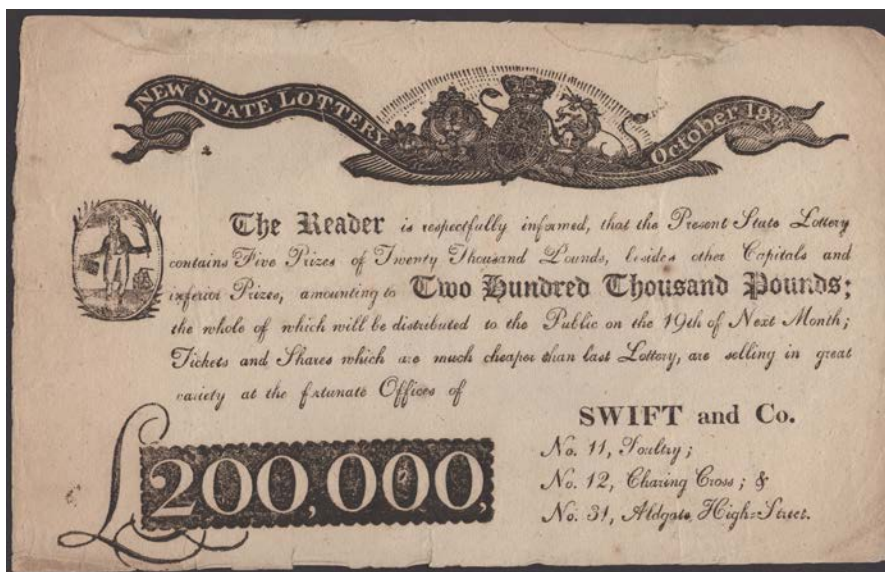 NEW STATE LOTTERY October 19th
The Reader is respectfully informed, that the Present State Lottery
contains Five Prizes of Twenty Thousand Pounds, besides other Capitals and
inferior Prizes, amounting to Two Hundred Thousand Pounds;
the whole of which will be distributed to the Public on the 19th of Next Month;
Tickets and Shares which are much cheaper than last Lottery, are selling in great
variety at the fortunate Offices of
SWIFT and Co.
No. 11, Poultry;
No. 12, Charing Cross; &
No. 31, Aldgate High-Street.
£200,000,